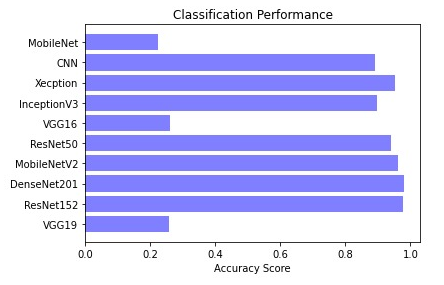 Classification Performance
MobileNet
CNN
Xecption
InceptionV3
VGG16
ResNet50
MobileNetV2
DenseNet201
ResNet152
VGG19
0.0 0.2 0.4 0.6 0.8 1.0
Accuracy Score